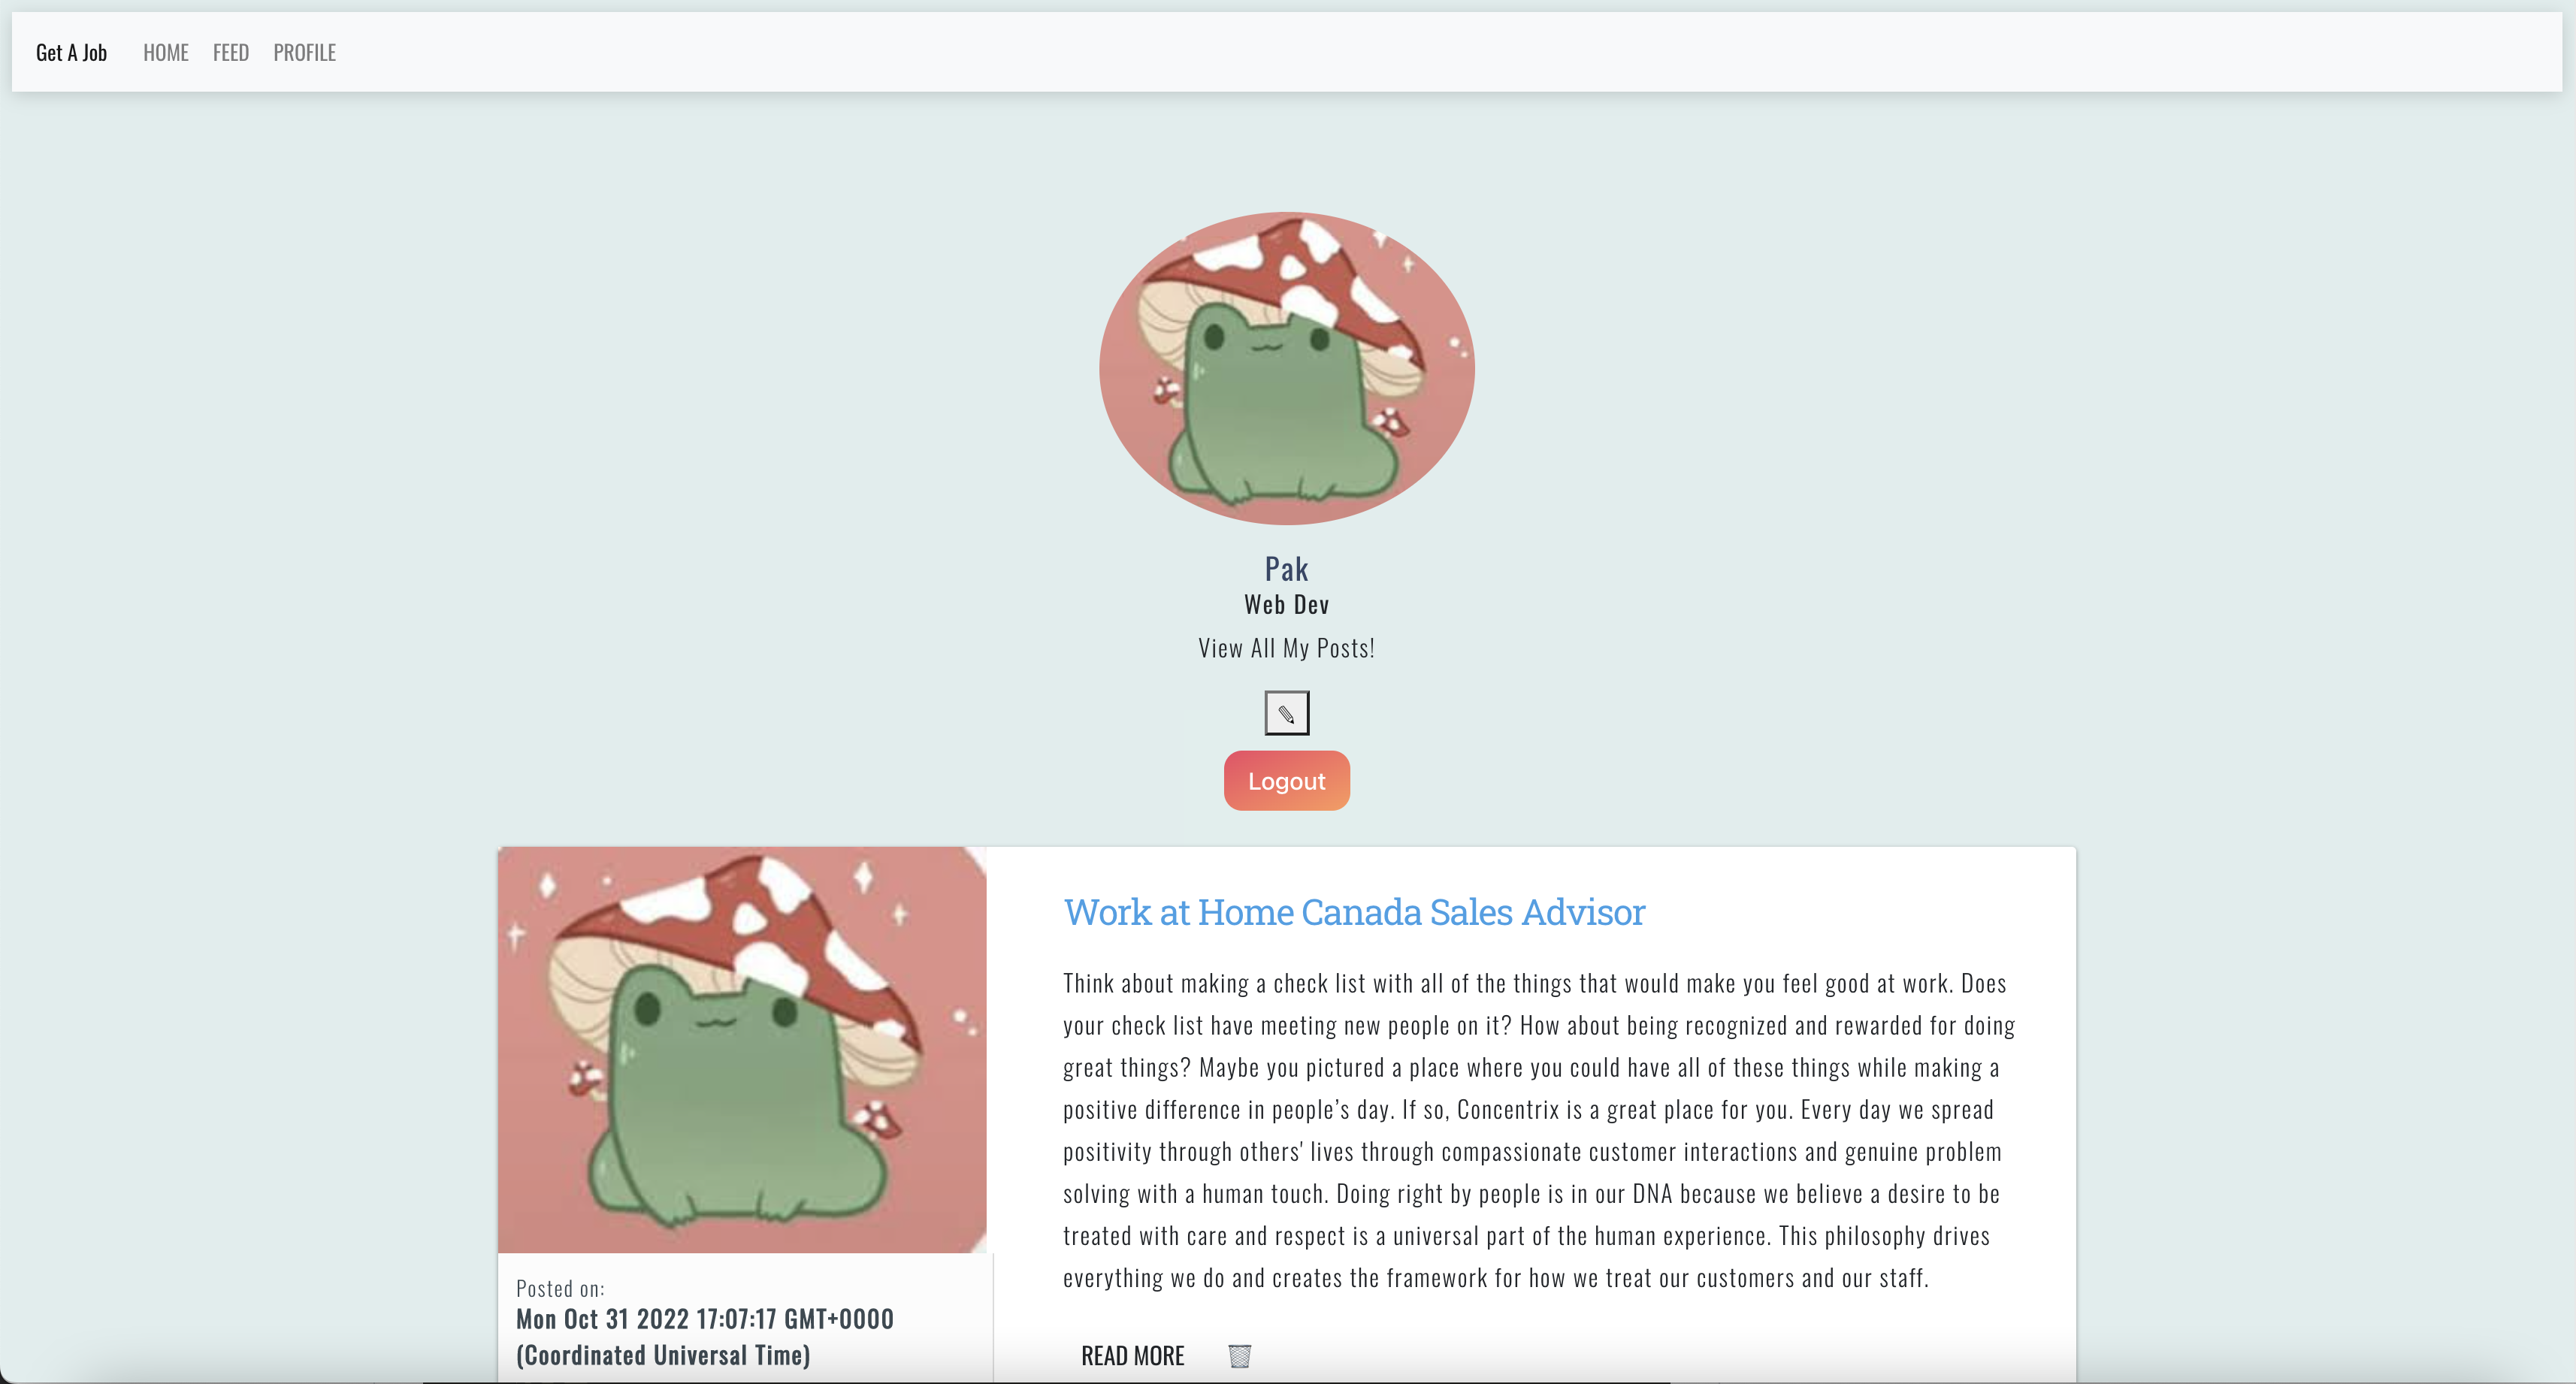 Get A Job HOME FEED PROFILE
Pak
Web Dev
View All My Posts!
Logout
Work at Home Canada Sales Advisor
Think about making a check list with all of the things that would make you feel good at work. Does
your check list have meeting new people on it? How about being recognized and rewarded for doing
great things? Maybe you pictured a place where you could have all of these things while making a
positive difference in people’s day. If so, Concentrix is a great place for you. Every day we spread
positivity through others' lives through compassionate customer interactions and genuine problem
solving with a human touch. Doing right by people is in our DNA because we believe a desire to be
treated with care and respect is a universal part of the human experience. This philosophy drives
everything we do and creates the framework for how we treat our customers and our staff.
Posted on:
Mon Oct 31 2022 17:07:17 GMT+0000
(Coordinated Universal Time)
READ MORE